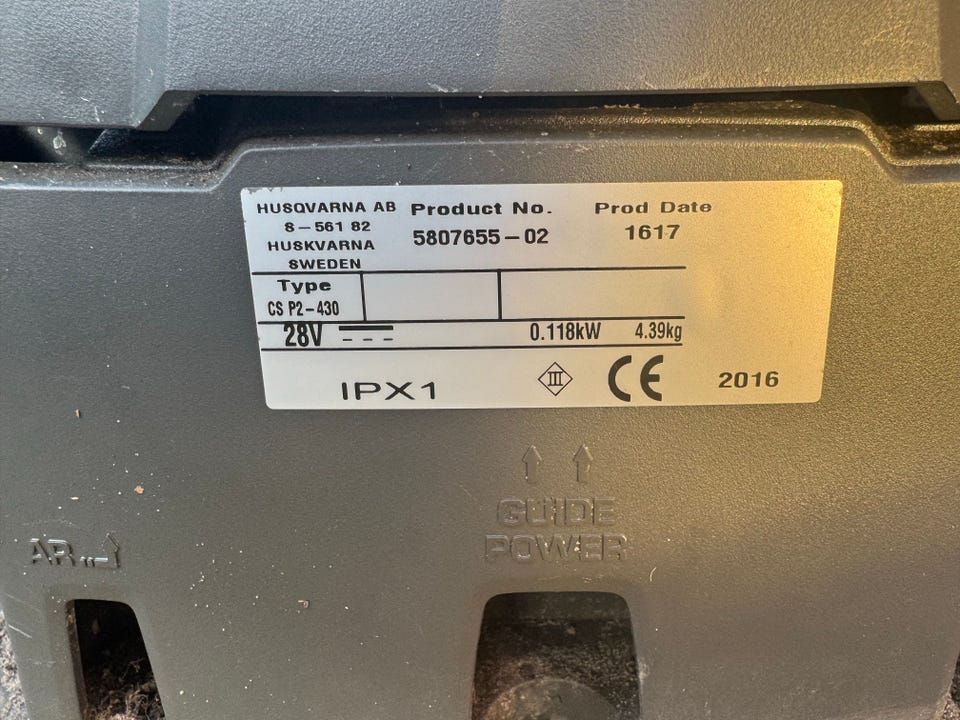 HUSQVARNA AB
S-561 82
HUSKVARNA
SWEDEN
Product No.
5807655-02
Prod Date
1617
Type
CS P2-430
28V
0.118kW
4.39kg
IPX1
III
CE
2016
GUIDE
POWER
AR